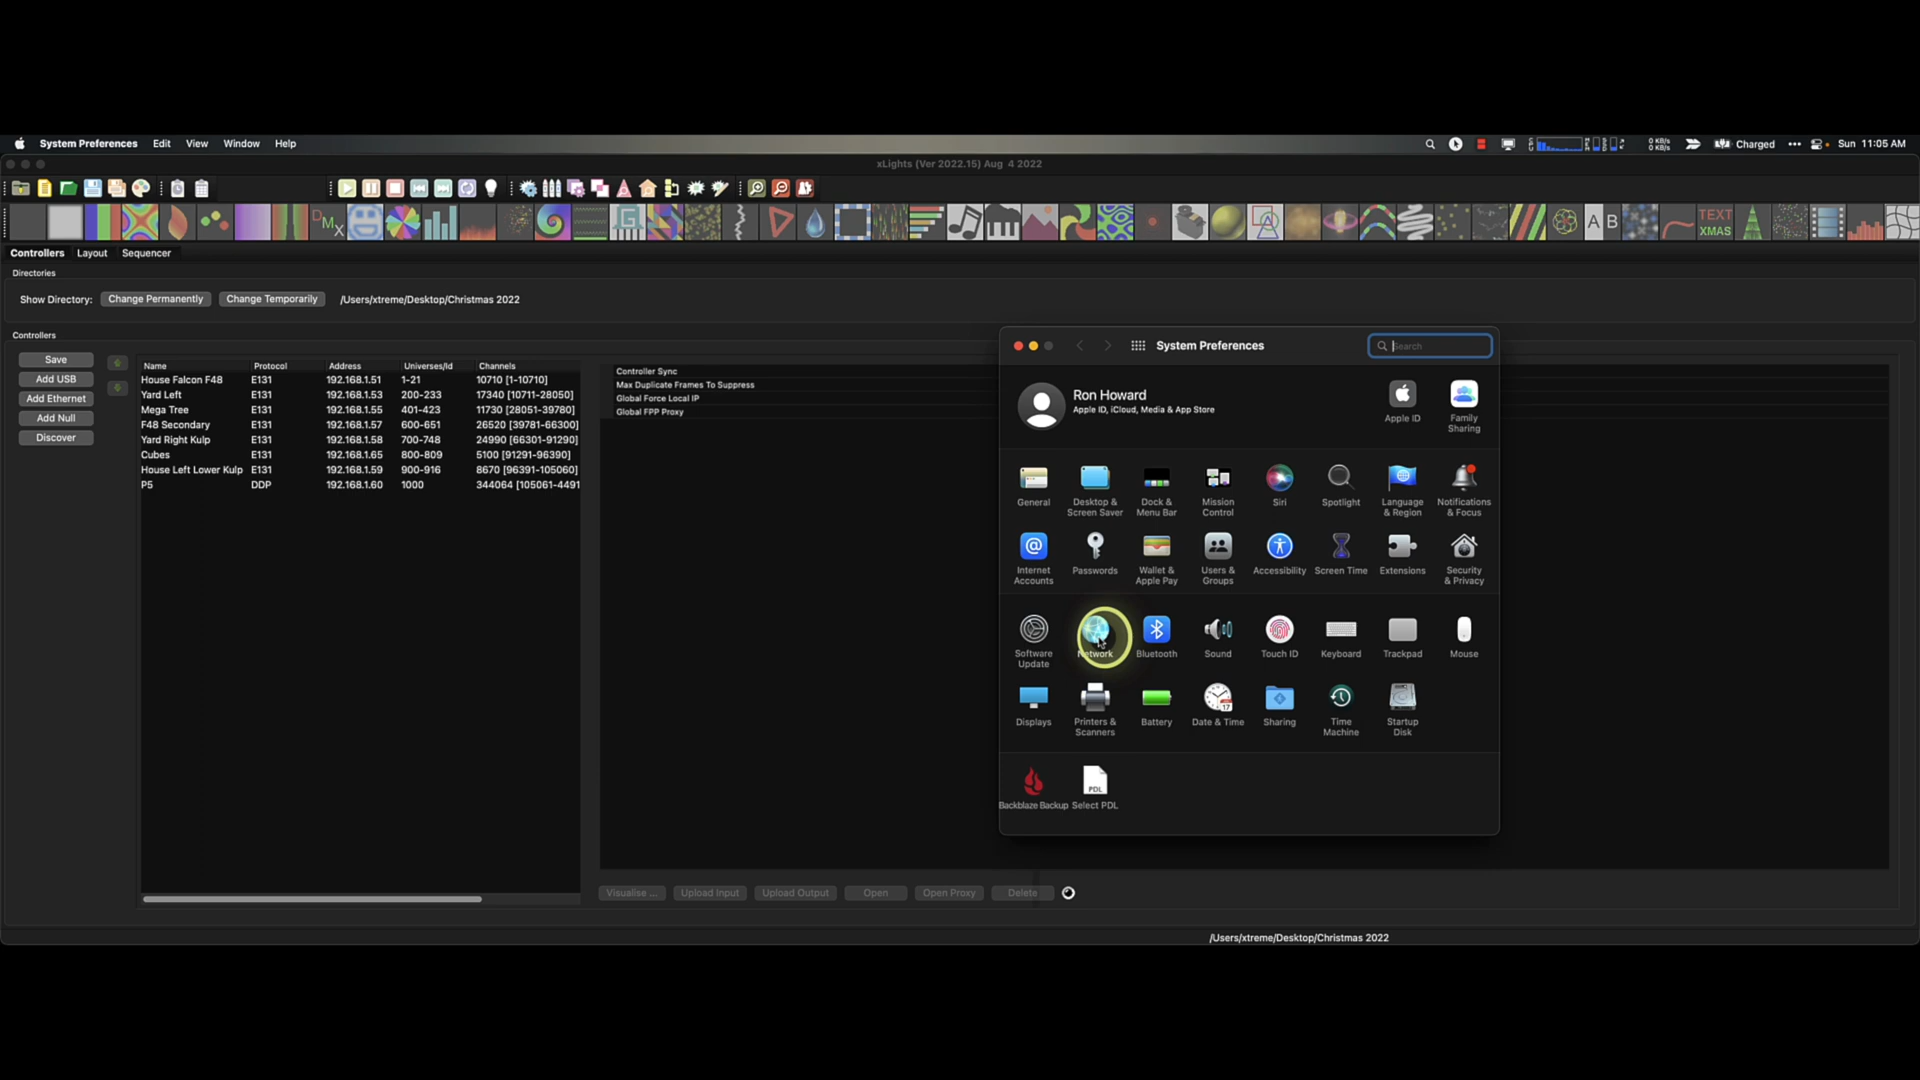 System Preferences Edit View Window Help
0 KB/s
0 KB/s
Charged
Sun 11:05 AM
xLights (Ver 2022.15) Aug 4 2022
D M X
A B
TEXT
XMAS
Controllers Layout Sequencer
Directories
Show Directory: Change Permanently Change Temporarily /Users/xtreme/Desktop/Christmas 2022
Controllers
Save
Add USB
Add Ethernet
Add Null
Discover
Name Protocol Address Universes/Id Channels
House Falcon F48 E131 192.168.1.51 1-21 10710 [1-10710]
Yard Left E131 192.168.1.53 200-233 17340 [10711-28050]
Mega Tree E131 192.168.1.55 401-423 11730 [28051-39780]
F48 Secondary E131 192.168.1.57 600-651 26520 [39781-66300]
Yard Right Kulp E131 192.168.1.58 700-748 24990 [66301-91290]
Cubes E131 192.168.1.65 800-809 5100 [91291-96390]
House Left Lower Kulp E131 192.168.1.59 900-916 8670 [96391-105060]
P5 DDP 192.168.1.60 1000 344064 [105061-4491
Controller Sync
Max Duplicate Frames To Suppress
Global Force Local IP
Global FPP Proxy
System Preferences
Search
Ron Howard
Apple ID, iCloud, Media & App Store
Apple ID
Family
Sharing
General
Desktop &
Screen Saver
Dock &
Menu Bar
Mission
Control
Siri
Spotlight
Language
& Region
Notifications
& Focus
Internet
Accounts
Passwords
Wallet &
Apple Pay
Users &
Groups
Accessibility
Screen Time
Extensions
Security
& Privacy
Software
Update
Network
Bluetooth
Sound
Touch ID
Keyboard
Trackpad
Mouse
Displays
Printers &
Scanners
Battery
17
Date & Time
Sharing
Time
Machine
Startup
Disk
Backblaze Backup
PDL
Select PDL
Visualise ... Upload Input Upload Output Open Open Proxy Delete
/Users/xtreme/Desktop/Christmas 2022